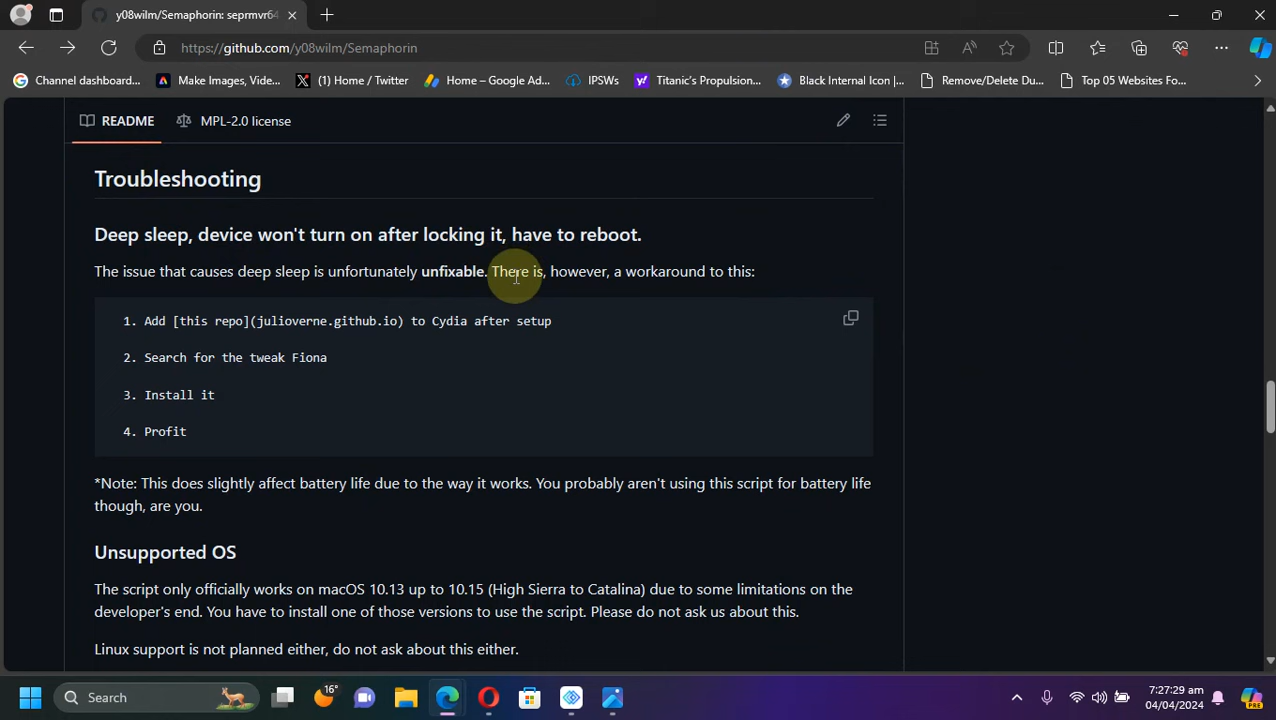 y08wilm/Semaphorin: seprmvr64
https://github.com/y08wilm/Semaphorin
Channel dashboard...
Make Images, Vide...
(1) Home / Twitter
Home – Google Ad...
IPSWs
Titanic's Propulsion...
Black Internal Icon |...
Remove/Delete Du...
Top 05 Websites Fo...
README
MPL-2.0 license
Troubleshooting
Deep sleep, device won't turn on after locking it, have to reboot.
The issue that causes deep sleep is unfortunately unfixable. There is, however, a workaround to this:
1. Add [this repo](julioverne.github.io) to Cydia after setup
2. Search for the tweak Fiona
3. Install it
4. Profit
*Note: This does slightly affect battery life due to the way it works. You probably aren't using this script for battery life
though, are you.
Unsupported OS
The script only officially works on macOS 10.13 up to 10.15 (High Sierra to Catalina) due to some limitations on the
developer's end. You have to install one of those versions to use the script. Please do not ask us about this.
Linux support is not planned either, do not ask about this either.
Search
16°
7:27:29 am
04/04/2024
PRE